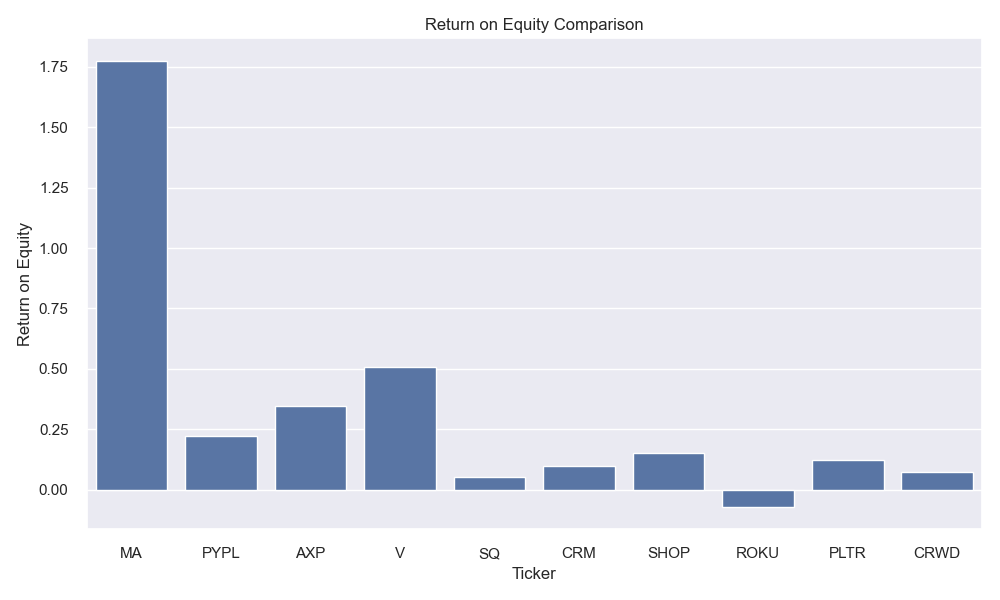 Return on Equity Comparison
Return on Equity
1.75
1.50
1.25
1.00
0.75
0.50
0.25
0.00
MA PYPL AXP V SQ CRM SHOP ROKU PLTR CRWD
Ticker